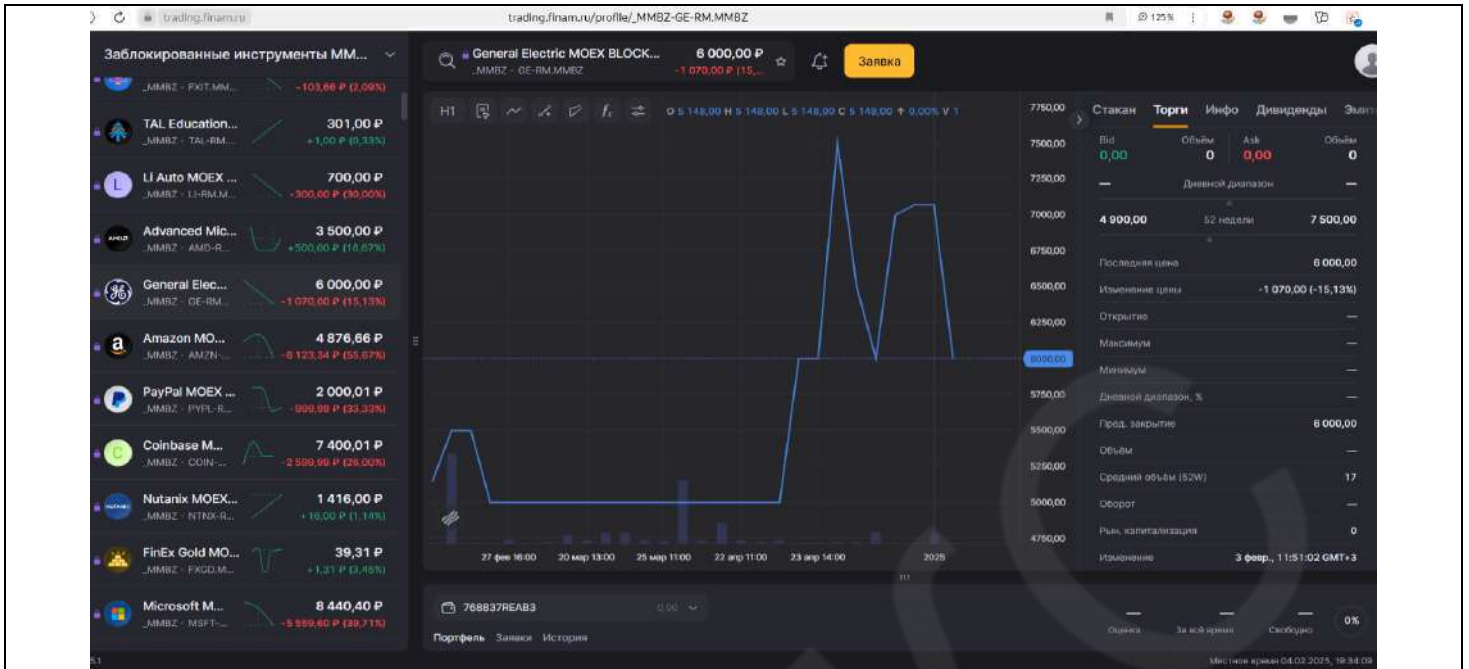 trading.finam.ru
trading.finam.ru/profile/_MMBZ-GE-RM.MMBZ
125 %
Заблокированные инструменты ММ...
_MMBZ - FXIT.MM... -103,66 ₽ (2,09%)
TAL Education... 301,00 ₽
_MMBZ - TAL-RM... +1,00 ₽ (0,33%)
Li Auto MOEX ... 700,00 ₽
_MMBZ - LI-RM.M... -300,00 ₽ (30,00%)
Advanced Mic... 3 500,00 ₽
_MMBZ - AMD-R... +500,00 ₽ (16,67%)
General Elec... 6 000,00 ₽
_MMBZ - GE-RM... -1 070,00 ₽ (15,13%)
Amazon MO... 4 876,66 ₽
_MMBZ - AMZN-... -6 123,34 ₽ (55,67%)
PayPal MOEX ... 2 000,01 ₽
_MMBZ - PYPL-R... -999,99 ₽ (33,33%)
Coinbase M... 7 400,01 ₽
_MMBZ - COIN-... -2 599,99 ₽ (26,00%)
Nutanix MOEX... 1 416,00 ₽
_MMBZ - NTNX-R... +16,00 ₽ (1,14%)
FinEx Gold MO... 39,31 ₽
_MMBZ - FXGD.M... +1,31 ₽ (3,45%)
Microsoft M... 8 440,40 ₽
_MMBZ - MSFT-... -5 559,60 ₽ (39,71%)
General Electric MOEX BLOCK... 6 000,00 ₽
_MMBZ - GE-RM.MMBZ -1 070,00 ₽ (15,...
Заявка
H1 O 5 148,00 H 5 148,00 L 5 148,00 C 5 148,00 0,00% V 1
7750,00
7500,00
7250,00
7000,00
6750,00
6500,00
6250,00
6000,00
5750,00
5500,00
5250,00
5000,00
4750,00
27 фев 16:00 20 мар 13:00 25 мар 11:00 22 апр 11:00 23 апр 14:00 2025
Стакан Торги Инфо Дивиденды Эмит
Bid Объём Ask Объём
0,00 0 0,00 0
— Дневной диапазон —
4 900,00 52 недели 7 500,00
Последняя цена 6 000,00
Изменение цены -1 070,00 (-15,13%)
Открытие —
Максимум —
Минимум —
Дневной диапазон, % —
Пред. закрытие 6 000,00
Объём —
Средний объём (52W) 17
Оборот —
Рын. капитализация 0
Изменение 3 февр., 11:51:02 GMT+3
768837REAB3 0,00
Портфель Заявки История
— — — 0%
Оценка За всё время Свободно
Местное время 04.02.2025, 19:34:09